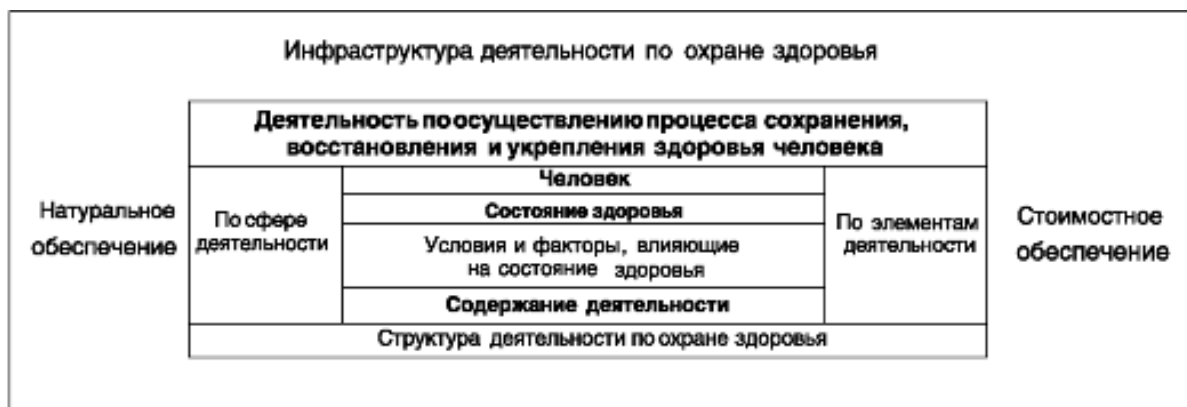 Инфраструктура деятельности по охране здоровья
Деятельность по осуществлению процесса сохранения,
восстановления и укрепления здоровья человека
Натуральное
обеспечение
По сфере
деятельности
Человек
Состояние здоровья
Условия и факторы, влияющие
на состояние здоровья
Содержание деятельности
По элементам
деятельности
Стоимостное
обеспечение
Структура деятельности по охране здоровья